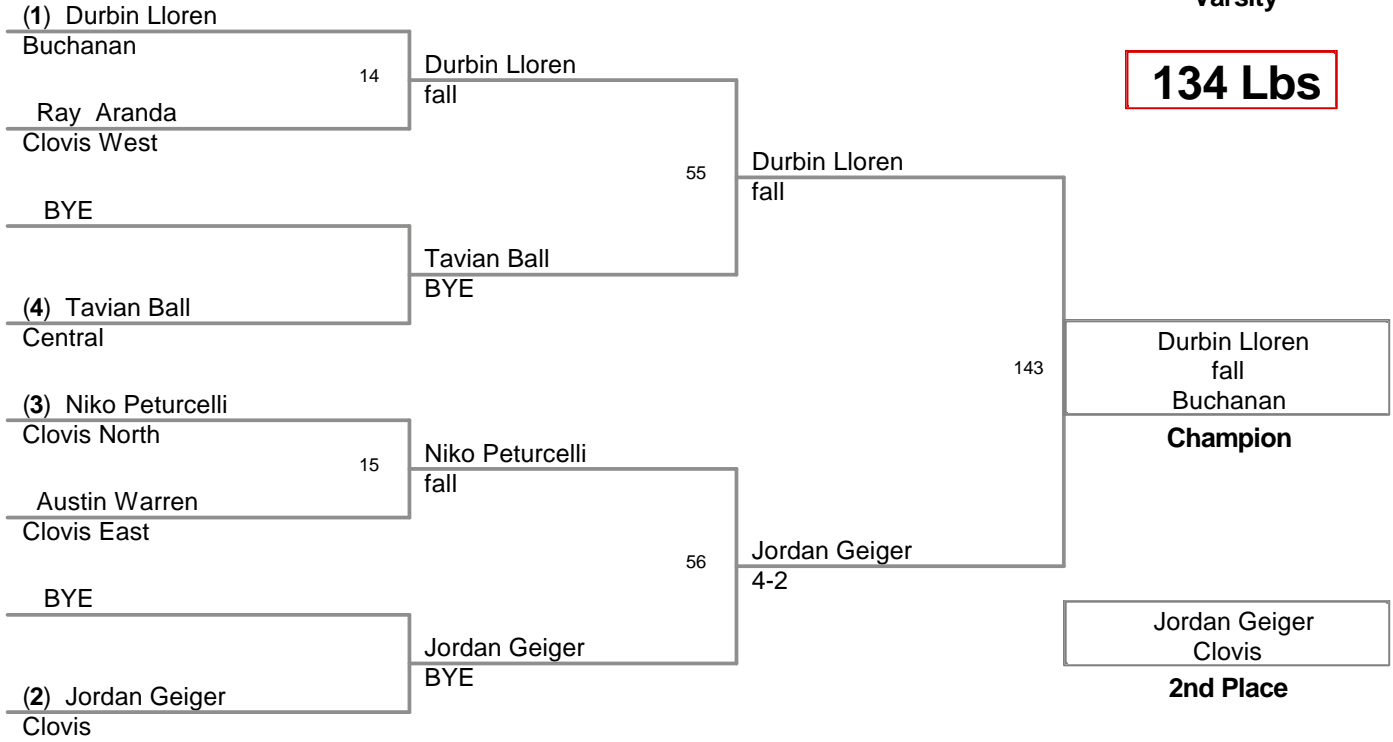 Varsity
134 Lbs
(1) Durbin Lloren
Buchanan
14
Ray Aranda
Clovis West
Durbin Lloren
fall
BYE
(4) Tavian Ball
Central
Tavian Ball
BYE
55
Durbin Lloren
fall
(3) Niko Peturcelli
Clovis North
15
Austin Warren
Clovis East
Niko Peturcelli
fall
BYE
(2) Jordan Geiger
Clovis
Jordan Geiger
BYE
56
Jordan Geiger
4-2
143
Durbin Lloren
fall
Buchanan
Champion
Jordan Geiger
Clovis
2nd Place